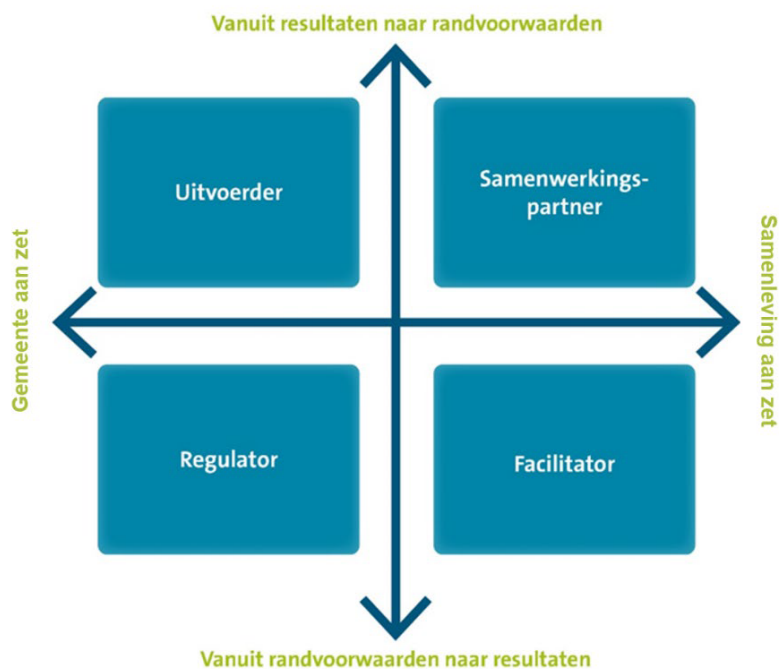 Vanuit resultaten naar randvoorwaarden
Uitvoerder
Samenwerkings-
partner
Gemeente aan zet
Samenleving aan zet
Regulator
Facilitator
Vanuit randvoorwaarden naar resultaten